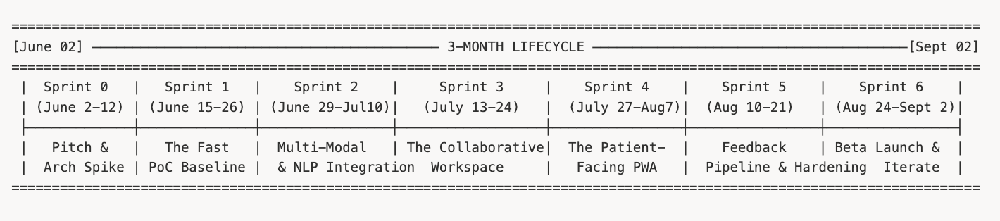 ========================================================================================================================
[June 02] ─────────────────────────────────────────── 3-MONTH LIFECYCLE ───────────────────────────────────────[Sept 02]
========================================================================================================================
 |  Sprint 0   |   Sprint 1   |    Sprint 2    |     Sprint 3     |    Sprint 4    |    Sprint 5    |    Sprint 6    |
 | (June 2-12) | (June 15-26) | (June 29-Jul10)|   (July 13-24)   |  (July 27-Aug7)|  (Aug 10-21)   | (Aug 24-Sept 2)|
 ├─────────────┼──────────────┼────────────────┼──────────────────┼────────────────┼────────────────┼────────────────┤
 |   Pitch &   |   The Fast   |  Multi-Modal   | The Collaborative|  The Patient-  |    Feedback    | Beta Launch &  |
 |  Arch Spike | PoC Baseline |  & NLP Integration  Workspace     |   Facing PWA   |  Pipeline & Hardening  Iterate  |
========================================================================================================================